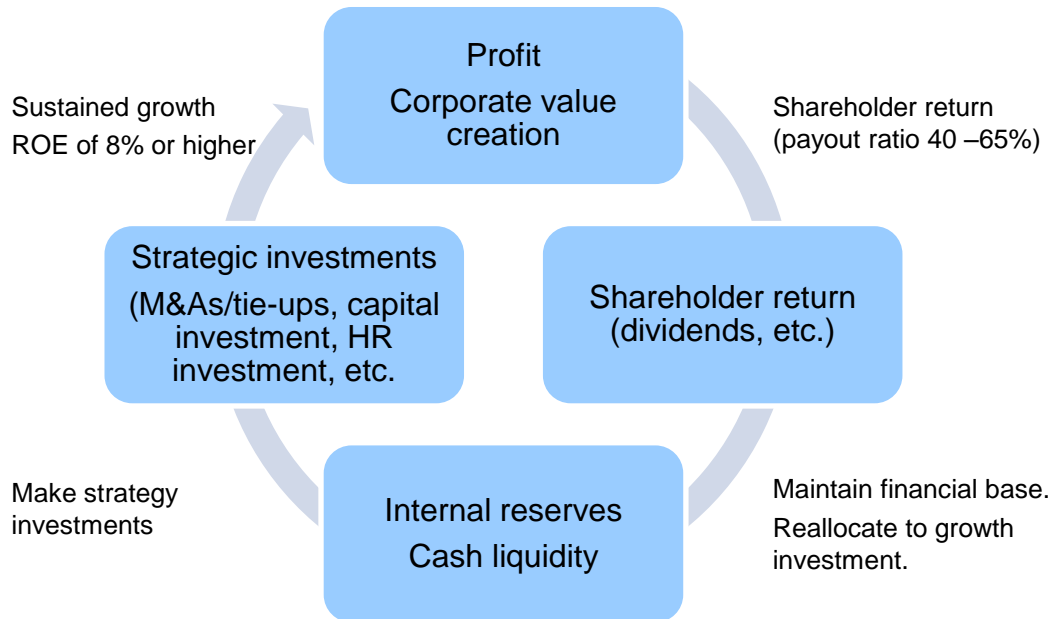 Profit
Corporate value
creation
Sustained growth
ROE of 8% or higher
Shareholder return
(payout ratio 40 –65%)
Strategic investments
(M&As/tie-ups, capital
investment, HR
investment, etc.
Shareholder return
(dividends, etc.)
Make strategy
investments
Internal reserves
Cash liquidity
Maintain financial base.
Reallocate to growth
investment.